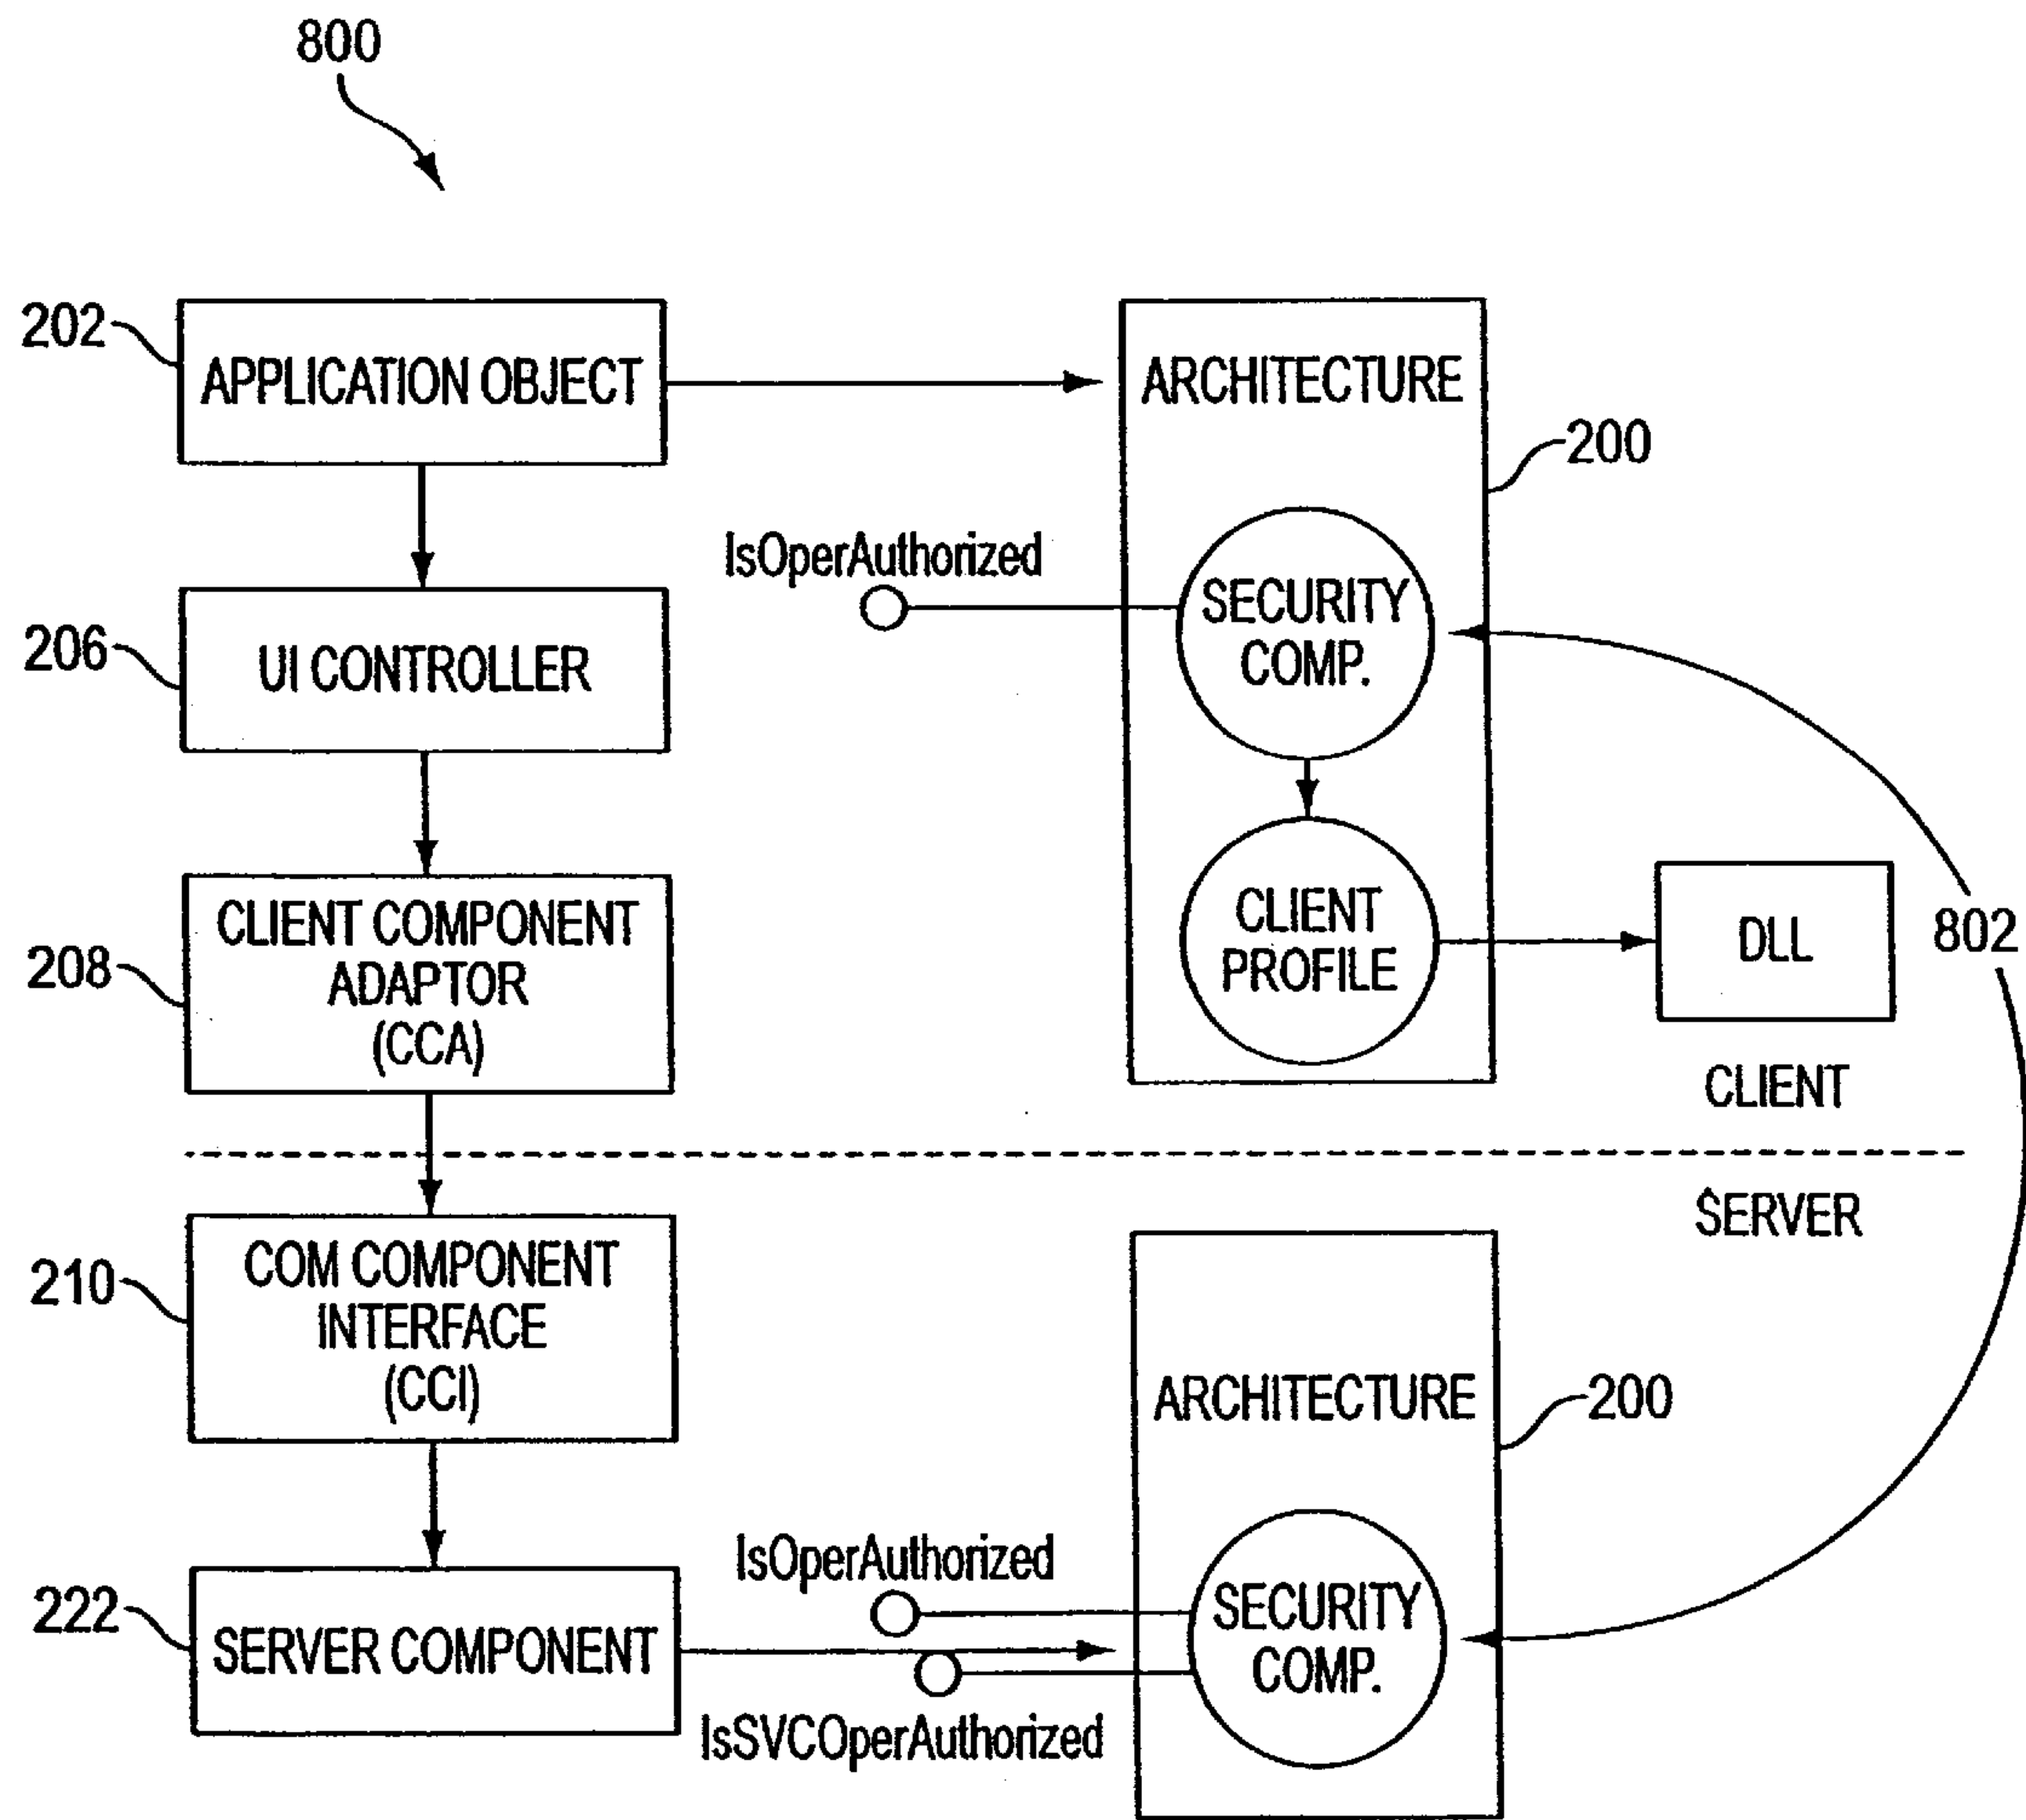 800
202
APPLICATION OBJECT
ARCHITECTURE
200
IsOperAuthorized
SECURITY
COMP.
206
UI CONTROLLER
CLIENT
PROFILE
DLL
802
208
CLIENT COMPONENT
ADAPTOR
(CCA)
CLIENT
SERVER
210
COM COMPONENT
INTERFACE
(CCI)
ARCHITECTURE
200
IsOperAuthorized
SECURITY
COMP.
222
SERVER COMPONENT
IsSVCOperAuthorized